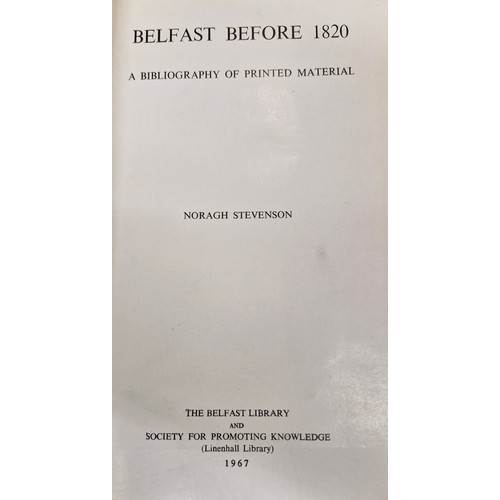 BELFAST BEFORE 1820
A BIBLIOGRAPHY OF PRINTED MATERIAL
NORAGH STEVENSON
THE BELFAST LIBRARY
AND
SOCIETY FOR PROMOTING KNOWLEDGE
(Linenhall Library)
1967